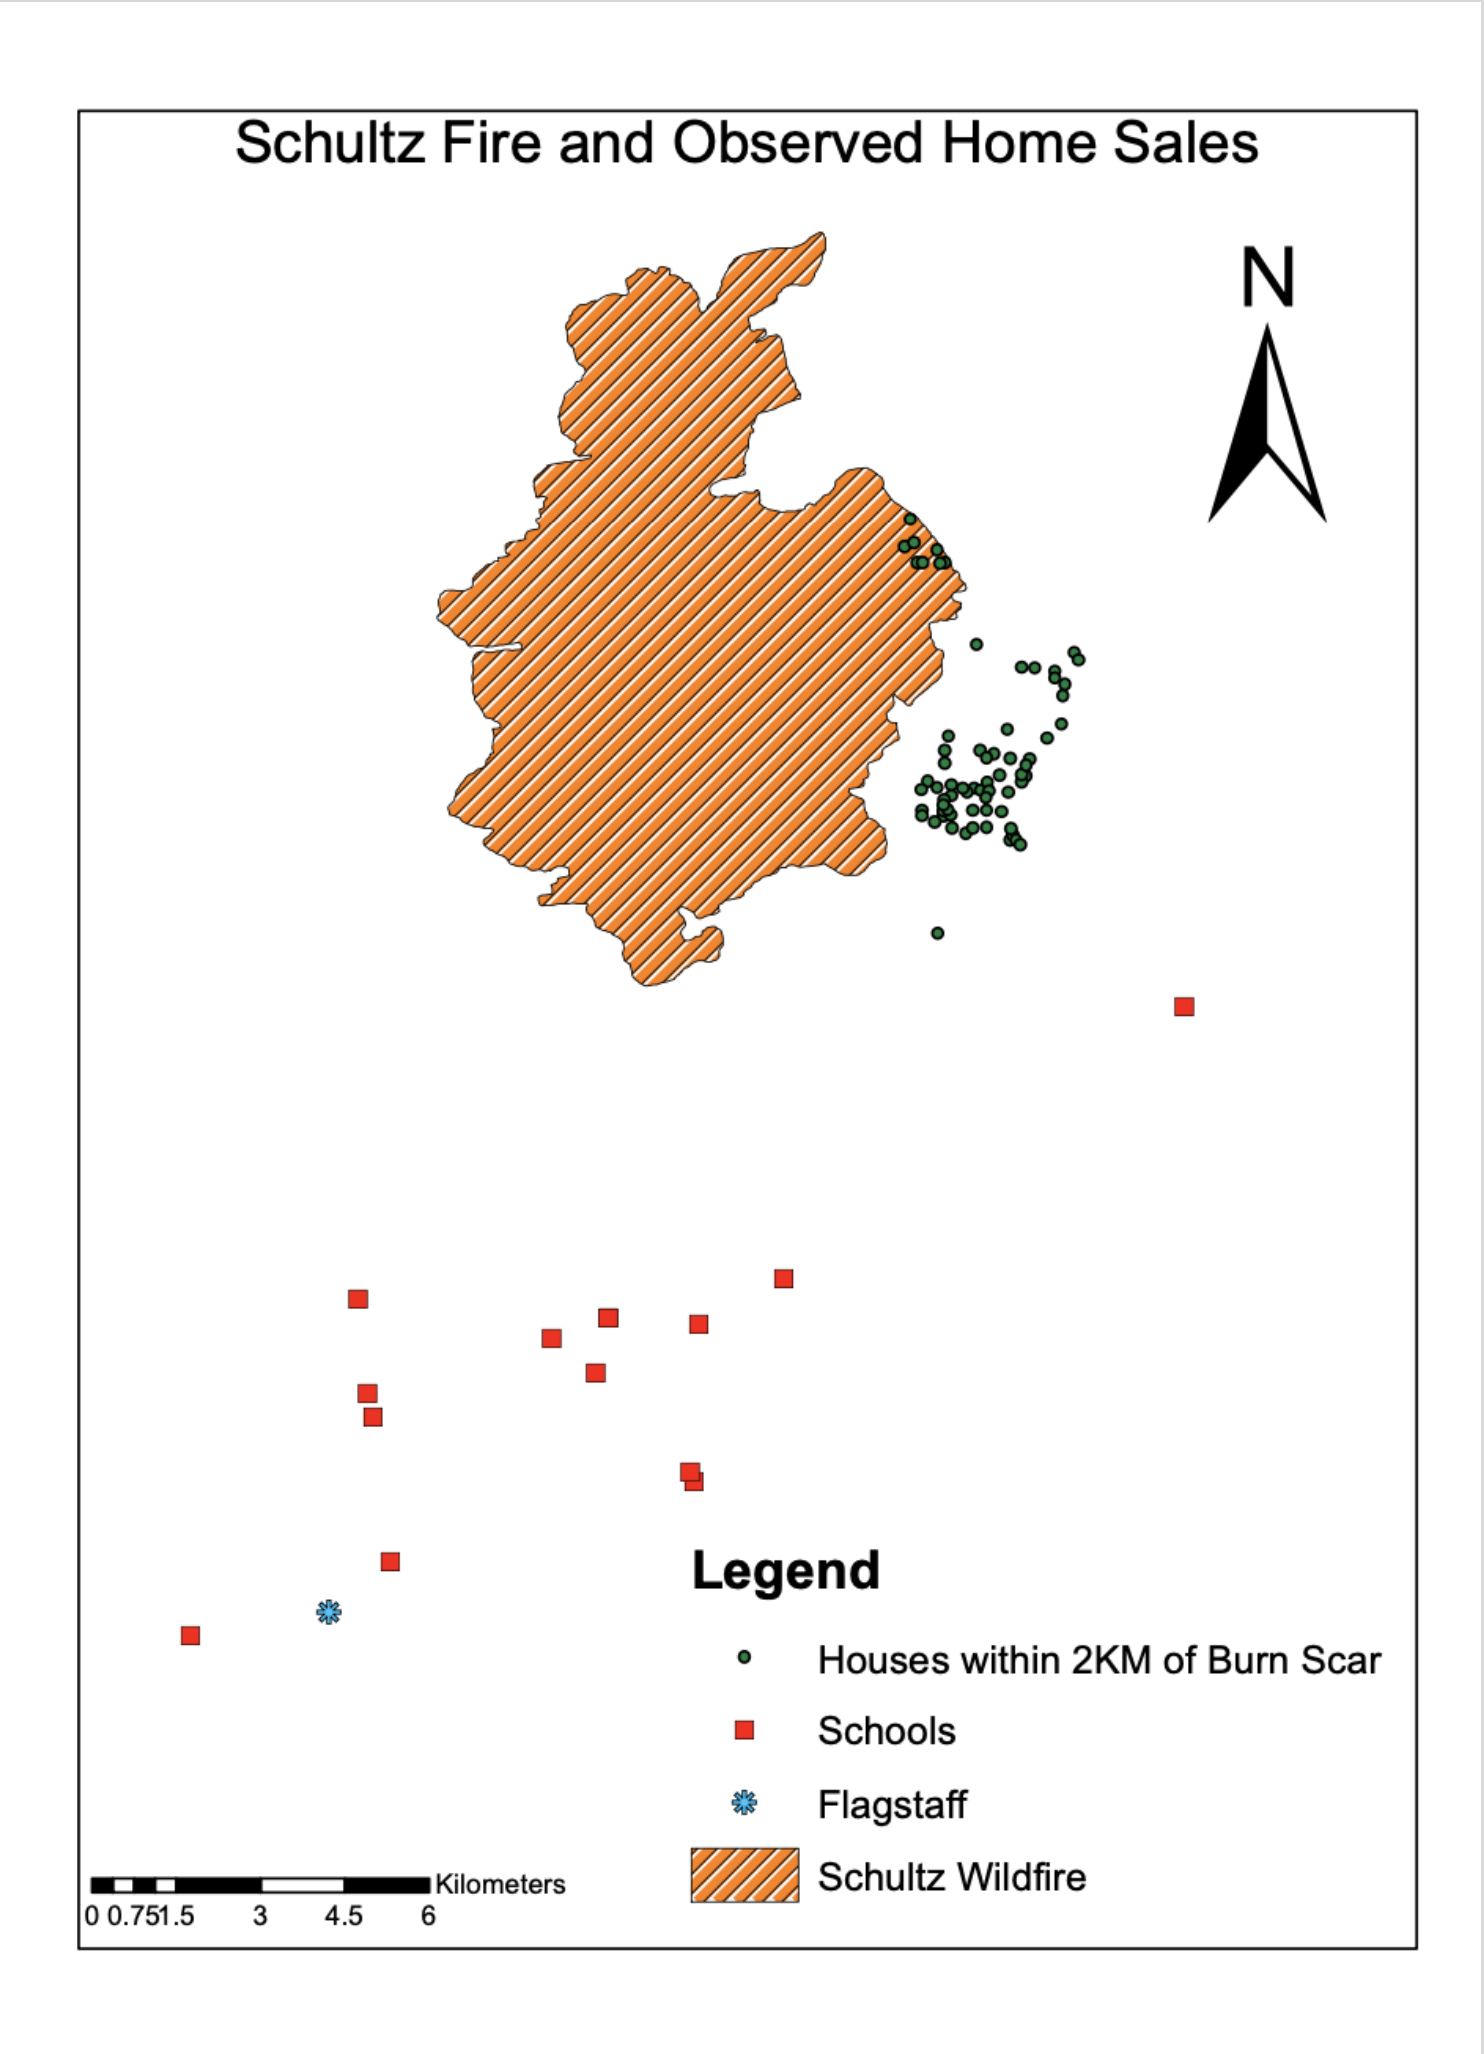 Schultz Fire and Observed Home Sales
N
Legend
Houses within 2KM of Burn Scar
Schools
Flagstaff
Schultz Wildfire
Kilometers
0 0.751.5 3 4.5 6